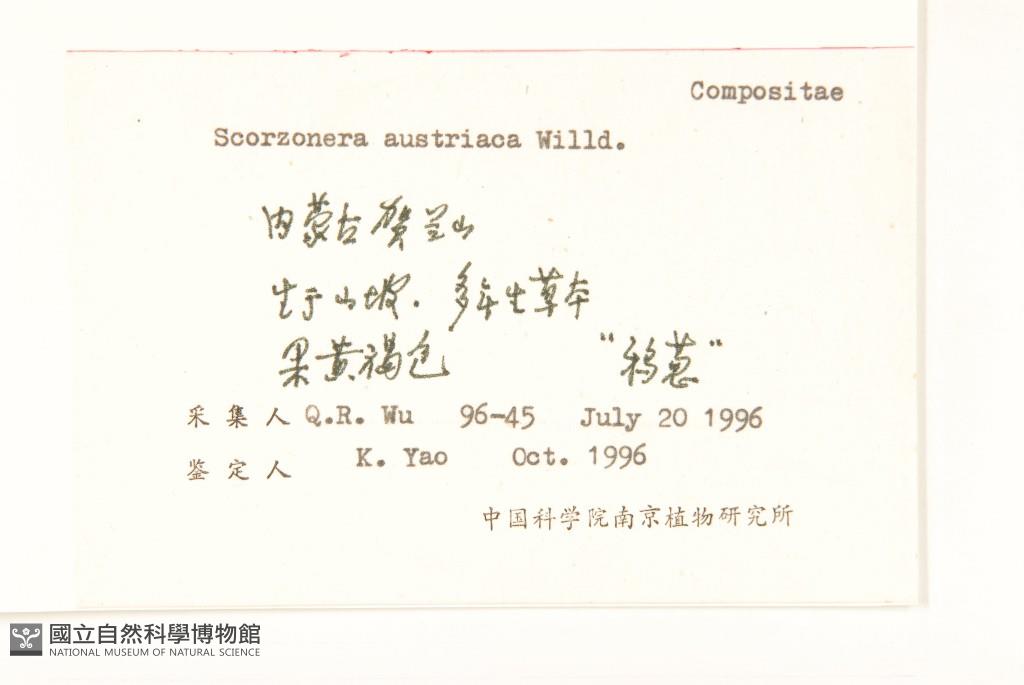 Compositae
Scorzonera austriaca Willd.
内蒙古贺兰山
生于山坡. 多年生草本
果黄褐色 "鸦葱"
采集人 Q.R. Wu 96-45 July 20 1996
鉴定人 K. Yao Oct. 1996
中国科学院南京植物研究所
國立自然科學博物館
NATIONAL MUSEUM OF NATURAL SCIENCE